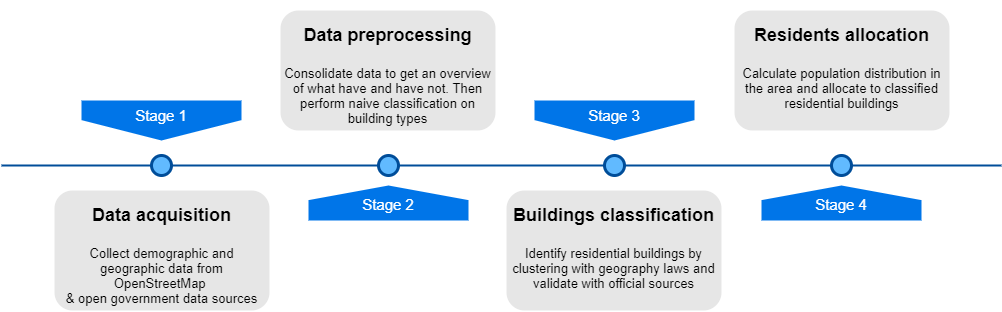 Stage 1
Data acquisition
Collect demographic and
geographic data from
OpenStreetMap
& open government data sources
Data preprocessing
Consolidate data to get an overview
of what have and have not. Then
perform naive classification on
building types
Stage 2
Stage 3
Buildings classification
Identify residential buildings by
clustering with geography laws and
validate with official sources
Residents allocation
Calculate population distribution in
the area and allocate to classified
residential buildings
Stage 4